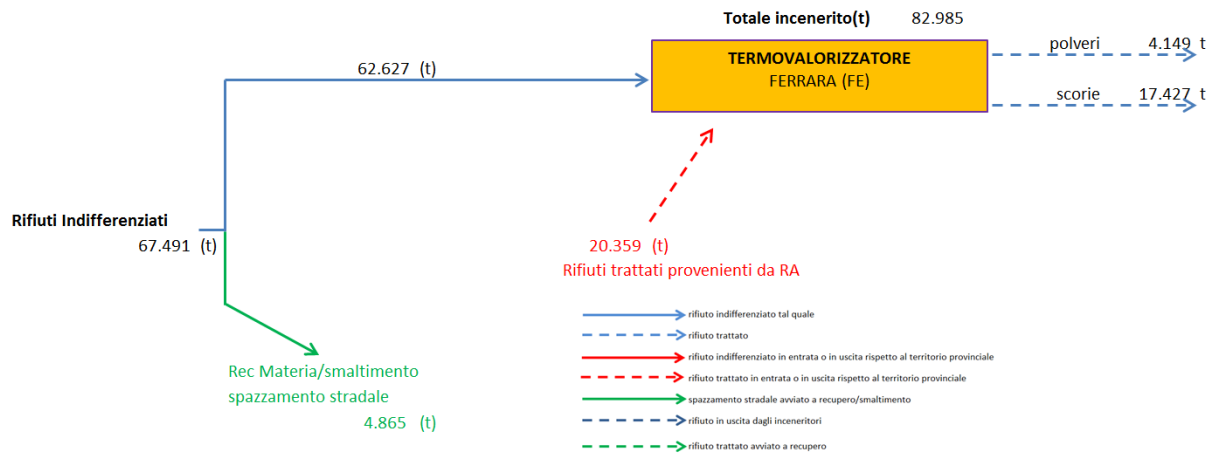 Totale incenerito(t) 82.985
TERMOVALORIZZATORE
FERRARA (FE)
polveri 4.149 t
scorie 17.427 t
62.627 (t)
Rifiuti Indifferenziati
67.491 (t)
20.359 (t)
Rifiuti trattati provenienti da RA
Rec Materia/smaltimento
spazzamento stradale
4.865 (t)
rifiuto indifferenziato tal quale
rifiuto trattato
rifiuto indifferenziato in entrata o in uscita rispetto al territorio provinciale
rifiuto trattato in entrata o in uscita rispetto al territorio provinciale
spazzamento stradale avviato a recupero/smaltimento
rifiuto in uscita dagli inceneritori
rifiuto trattato avviato a recupero